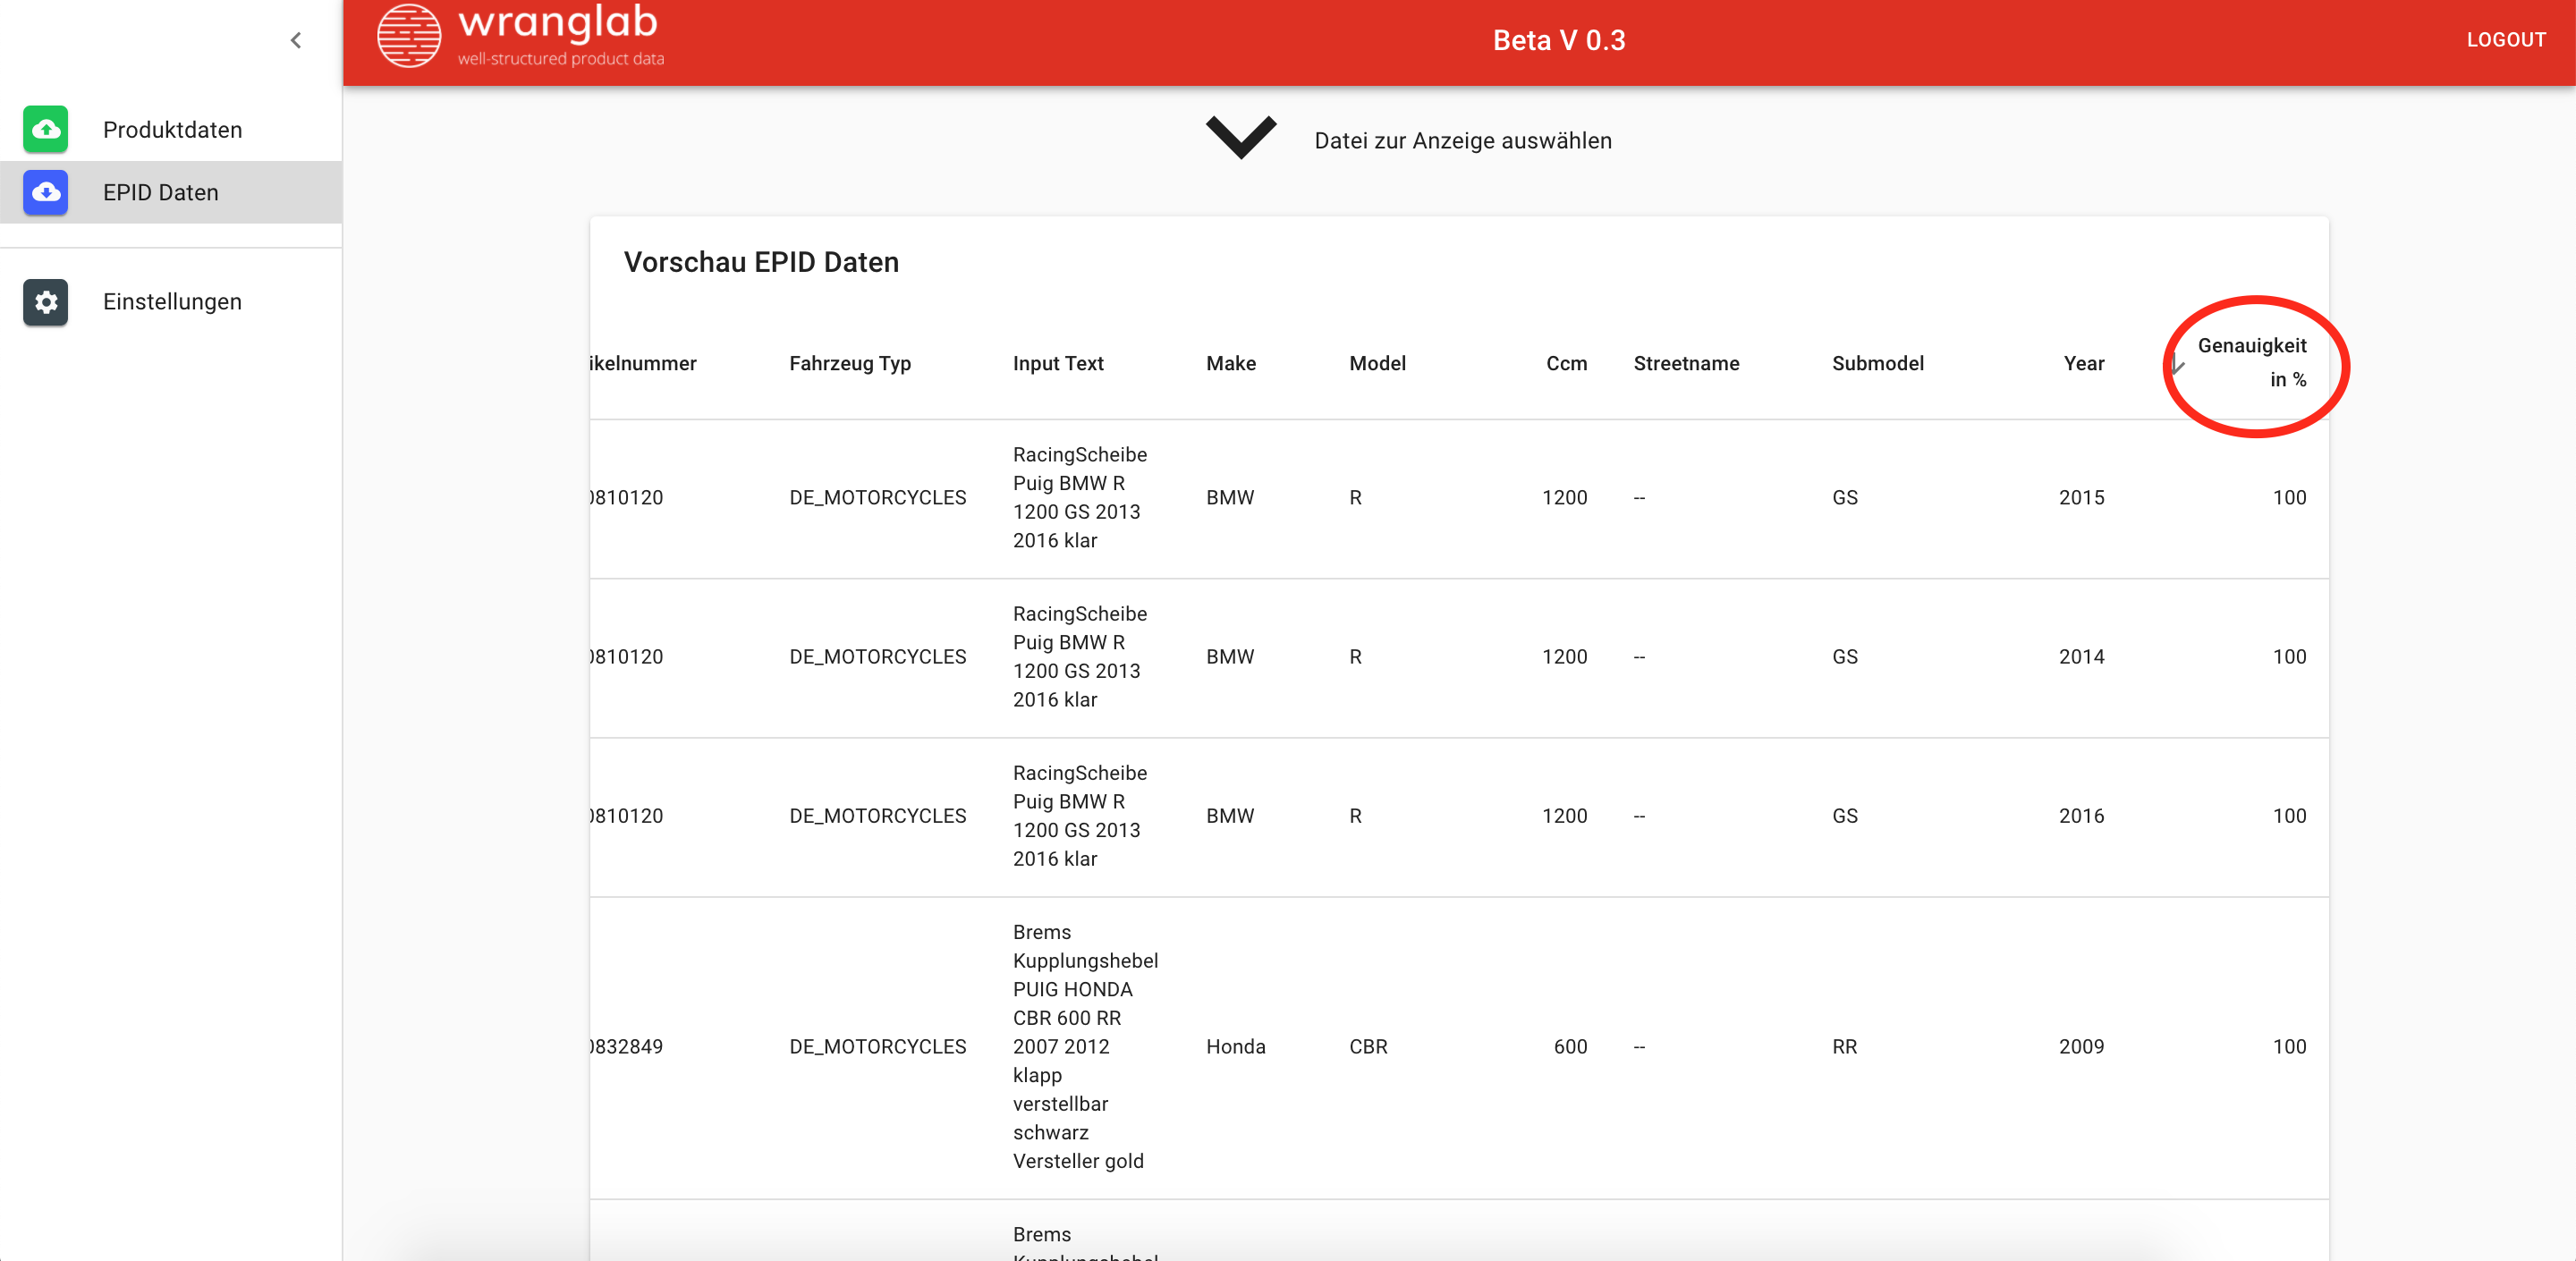 wranglab
well-structured product data
Beta V 0.3
LOGOUT
Produktdaten
EPID Daten
Einstellungen
Datei zur Anzeige auswählen
Vorschau EPID Daten
ikelnummer
Fahrzeug Typ
Input Text
Make
Model
Ccm
Streetname
Submodel
Year
Genauigkeit
in %
0810120
DE_MOTORCYCLES
RacingScheibe
Puig BMW R
1200 GS 2013
2016 klar
BMW
R
1200
--
GS
2015
100
0810120
DE_MOTORCYCLES
RacingScheibe
Puig BMW R
1200 GS 2013
2016 klar
BMW
R
1200
--
GS
2014
100
0810120
DE_MOTORCYCLES
RacingScheibe
Puig BMW R
1200 GS 2013
2016 klar
BMW
R
1200
--
GS
2016
100
0832849
DE_MOTORCYCLES
Brems
Kupplungshebel
PUIG HONDA
CBR 600 RR
2007 2012
klapp
verstellbar
schwarz
Versteller gold
Honda
CBR
600
--
RR
2009
100
Brems